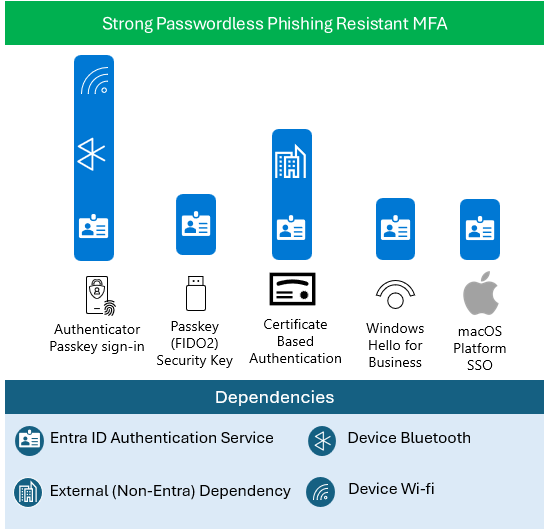 Strong Passwordless Phishing Resistant MFA
Authenticator
Passkey sign-in
Passkey
(FIDO2)
Security Key
Certificate
Based
Authentication
Windows
Hello for
Business
macOS
Platform
SSO
Dependencies
Entra ID Authentication Service
Device Bluetooth
External (Non-Entra) Dependency
Device Wi-fi